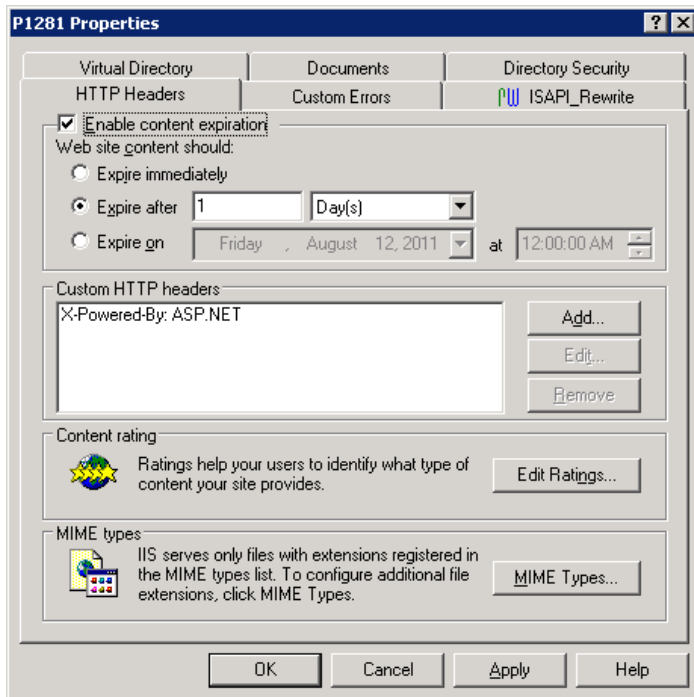 P1281 Properties
Virtual Directory
Documents
Directory Security
HTTP Headers
Custom Errors
ISAPI_Rewrite
Enable content expiration
Web site content should:
Expire immediately
Expire after 1 Day(s)
Expire on Friday , August 12, 2011 at 12:00:00 AM
Custom HTTP headers
X-Powered-By: ASP.NET
Add...
Edit...
Remove
Content rating
Ratings help your users to identify what type of
content your site provides.
Edit Ratings...
MIME types
IIS serves only files with extensions registered in
the MIME types list. To configure additional file
extensions, click MIME Types.
MIME Types...
OK Cancel Apply Help